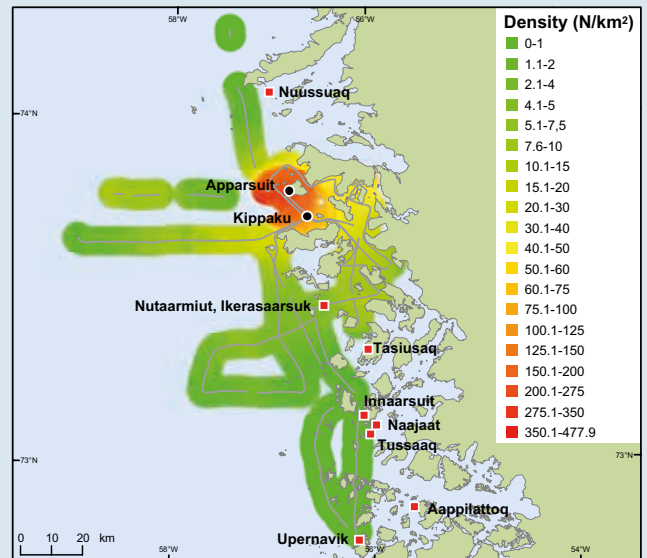 58°W 56°W
Density (N/km²)
0-1
1.1-2
2.1-4
4.1-5
5.1-7,5
7.6-10
10.1-15
15.1-20
20.1-30
30.1-40
40.1-50
50.1-60
60.1-75
75.1-100
100.1-125
125.1-150
150.1-200
200.1-275
275.1-350
350.1-477.9
74°N
Nuussuaq
Apparsuit
Kippaku
Nutaarmiut, Ikerasaarsuk
Tasiusaq
Innaarsuit
Naajaat
Tussaaq
73°N 73°N
Aappilattoq
Upernavik
0 10 20 km
58°W 56°W 54°W